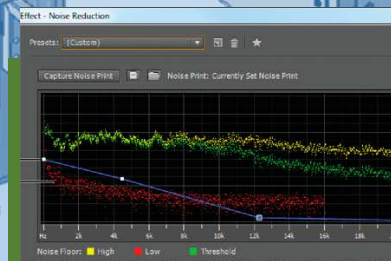 Effect - Noise Reduction
Presets: (Custom)
Capture Noise Print Noise Print: Currently Set Noise Print
Hz 2k 4k 6k 8k 10k 12k 14k 16k 18k
Noise Floor: High Low Threshold